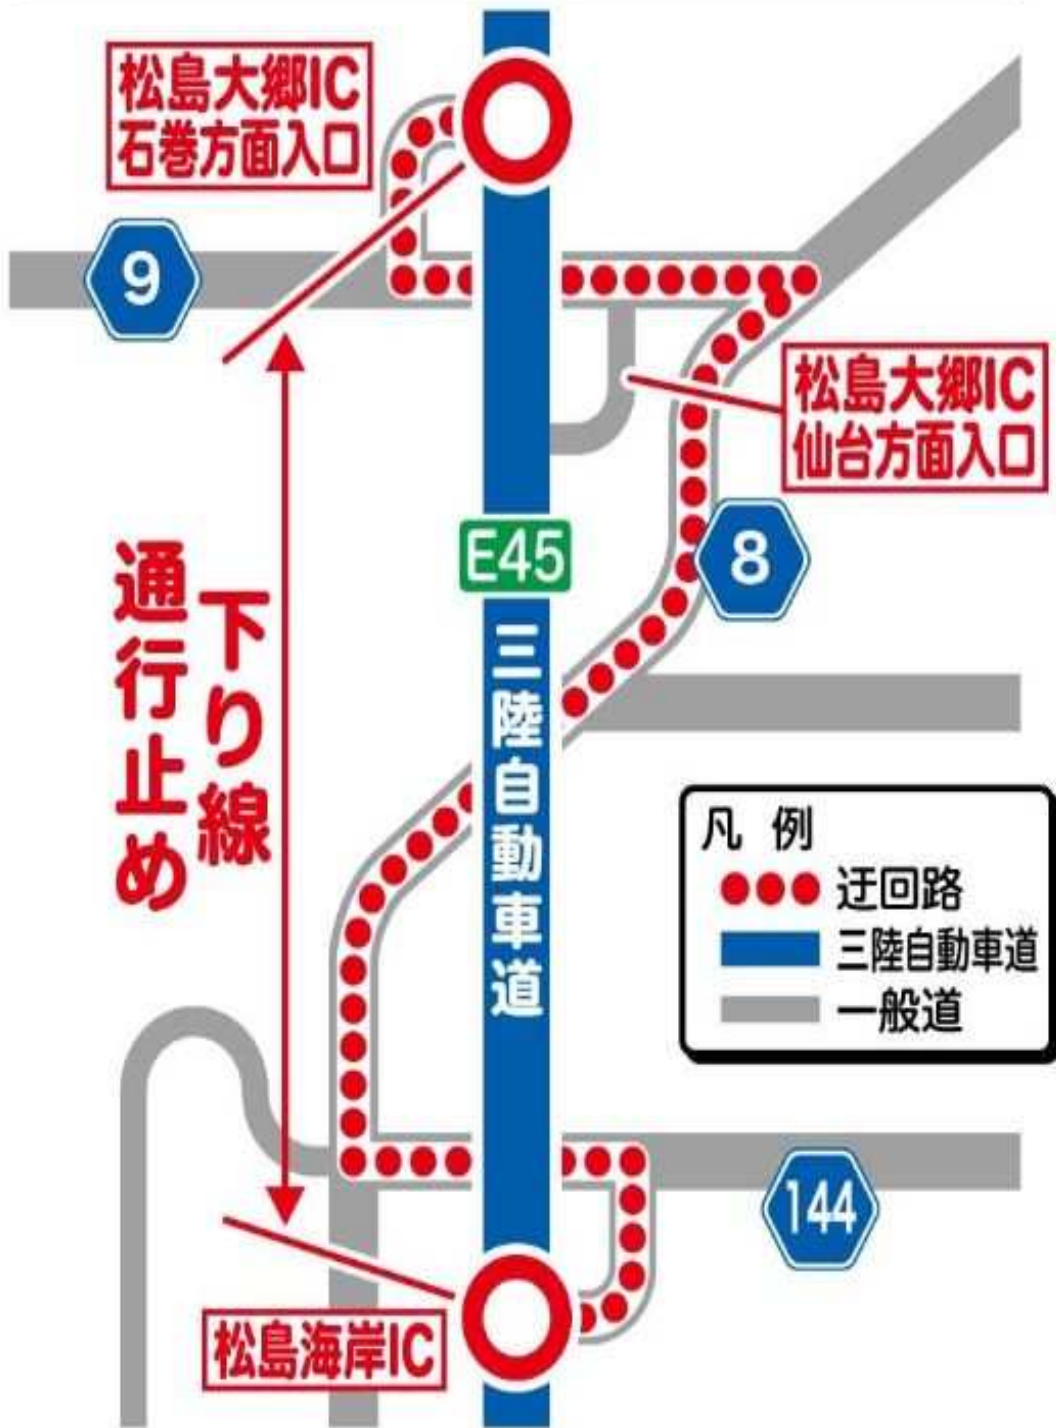 松島大郷IC
石巻方面入口
9
松島大郷IC
仙台方面入口
8
E45
三陸自動車道
下り線
通行止め
凡例
迂回路
三陸自動車道
一般道
144
松島海岸IC